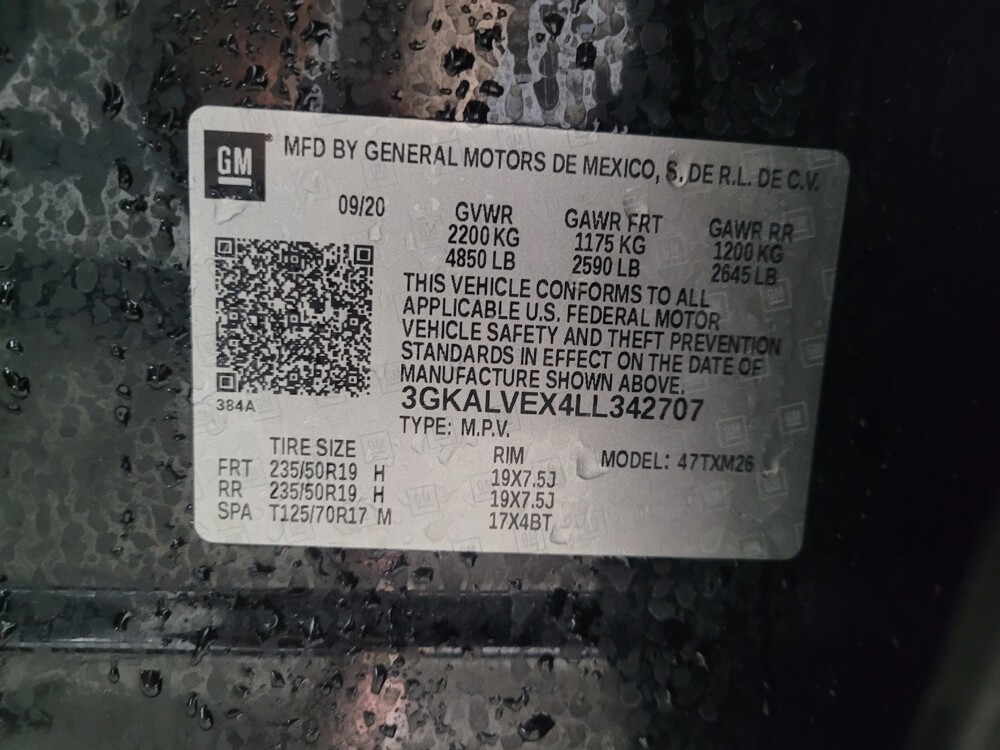 GM
MFD BY GENERAL MOTORS DE MEXICO, S. DE R.L. DE C.V.
09/20
GVWR GAWR FRT GAWR RR
2200 KG 1175 KG 1200 KG
4850 LB 2590 LB 2645 LB
THIS VEHICLE CONFORMS TO ALL
APPLICABLE U.S. FEDERAL MOTOR
VEHICLE SAFETY AND THEFT PREVENTION
STANDARDS IN EFFECT ON THE DATE OF
MANUFACTURE SHOWN ABOVE.
384A
3GKALVEX4LL342707
TYPE: M.P.V.
TIRE SIZE RIM MODEL: 47TXM26
FRT 235/50R19 H 19X7.5J
RR 235/50R19 H 19X7.5J
SPA T125/70R17 M 17X4BT